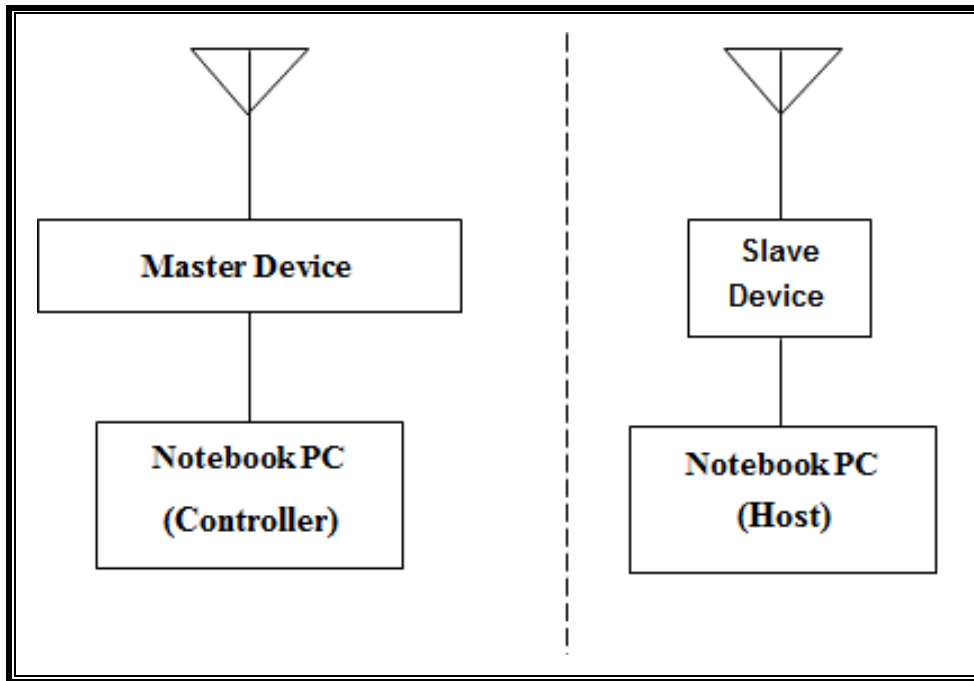 Master Device
Notebook PC
(Controller)
Slave
Device
Notebook PC
(Host)